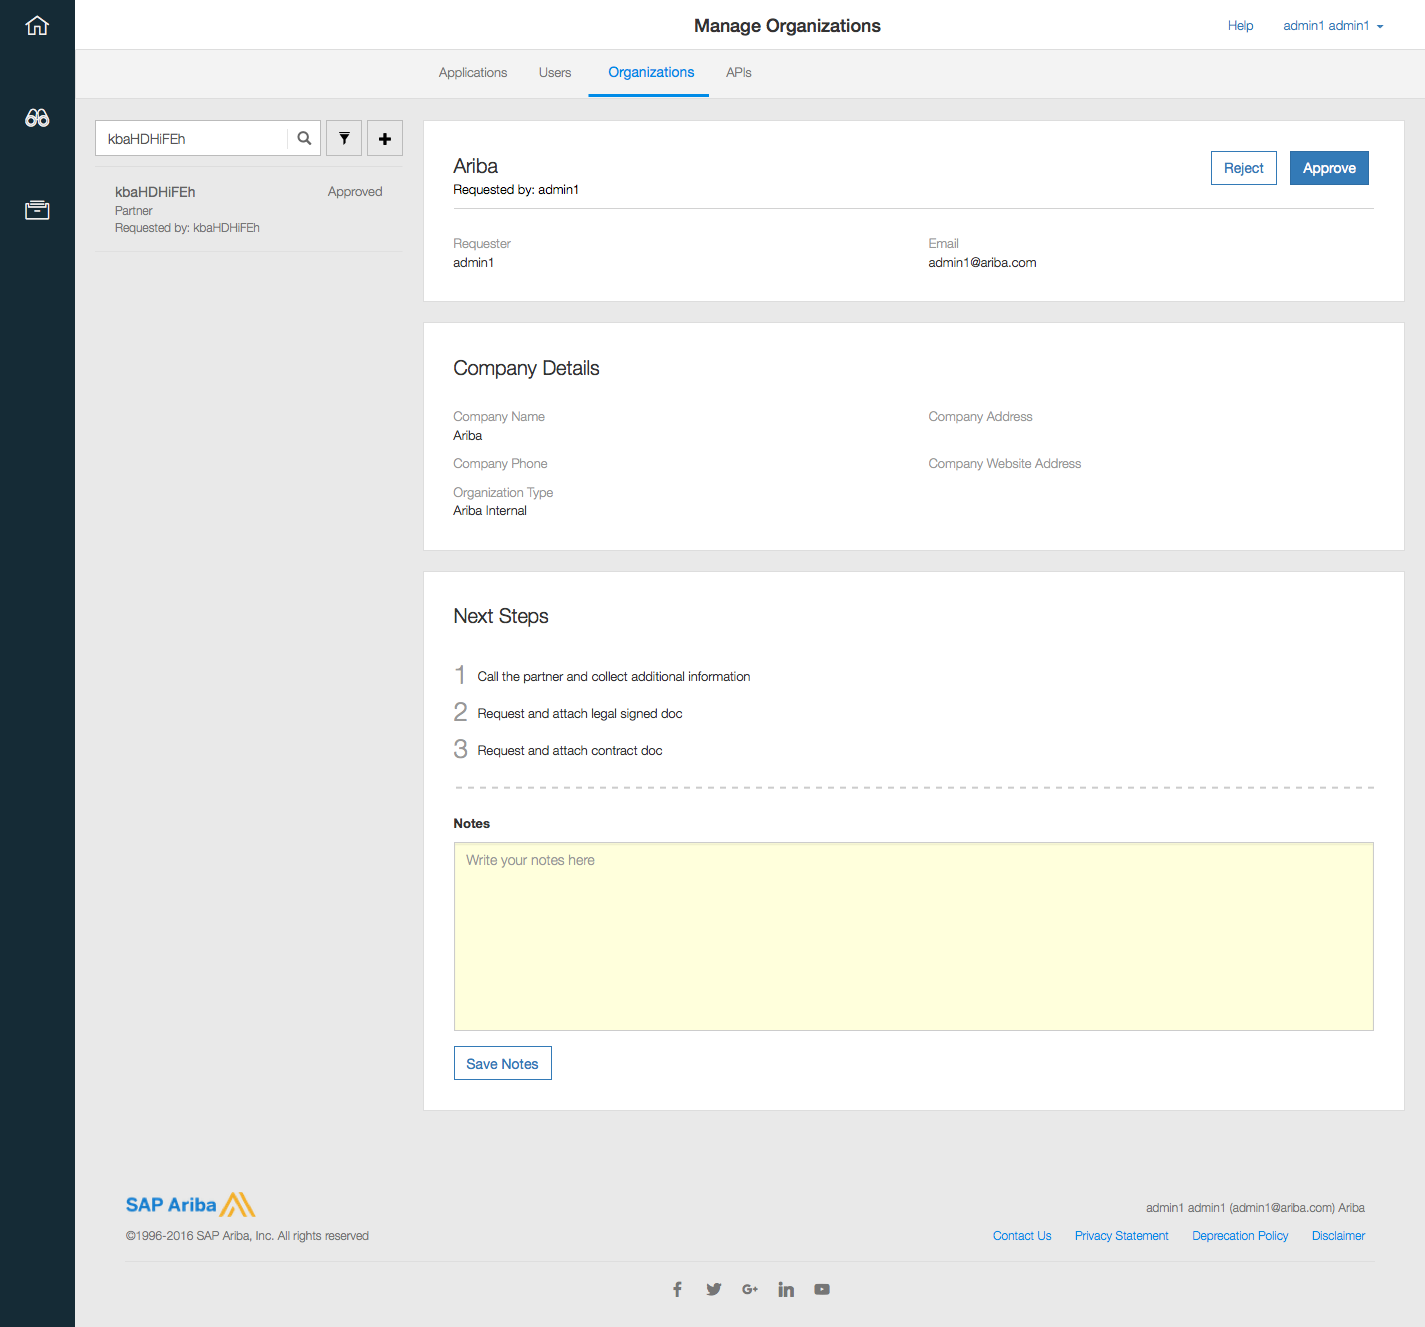 Manage Organizations
Help
admin1 admin1
Applications
Users
Organizations
APIs
kbaHDHiFEh
kbaHDHiFEh
Approved
Partner
Requested by: kbaHDHiFEh
Ariba
Requested by: admin1
Reject
Approve
Requester
Email
admin1
admin1@ariba.com
Company Details
Company Name
Company Address
Ariba
Company Phone
Company Website Address
Organization Type
Ariba Internal
Next Steps
1 Call the partner and collect additional information
2 Request and attach legal signed doc
3 Request and attach contract doc
Notes
Write your notes here
Save Notes
SAP Ariba
admin1 admin1 (admin1@ariba.com) Ariba
©1996-2016 SAP Ariba, Inc. All rights reserved
Contact Us
Privacy Statement
Deprecation Policy
Disclaimer